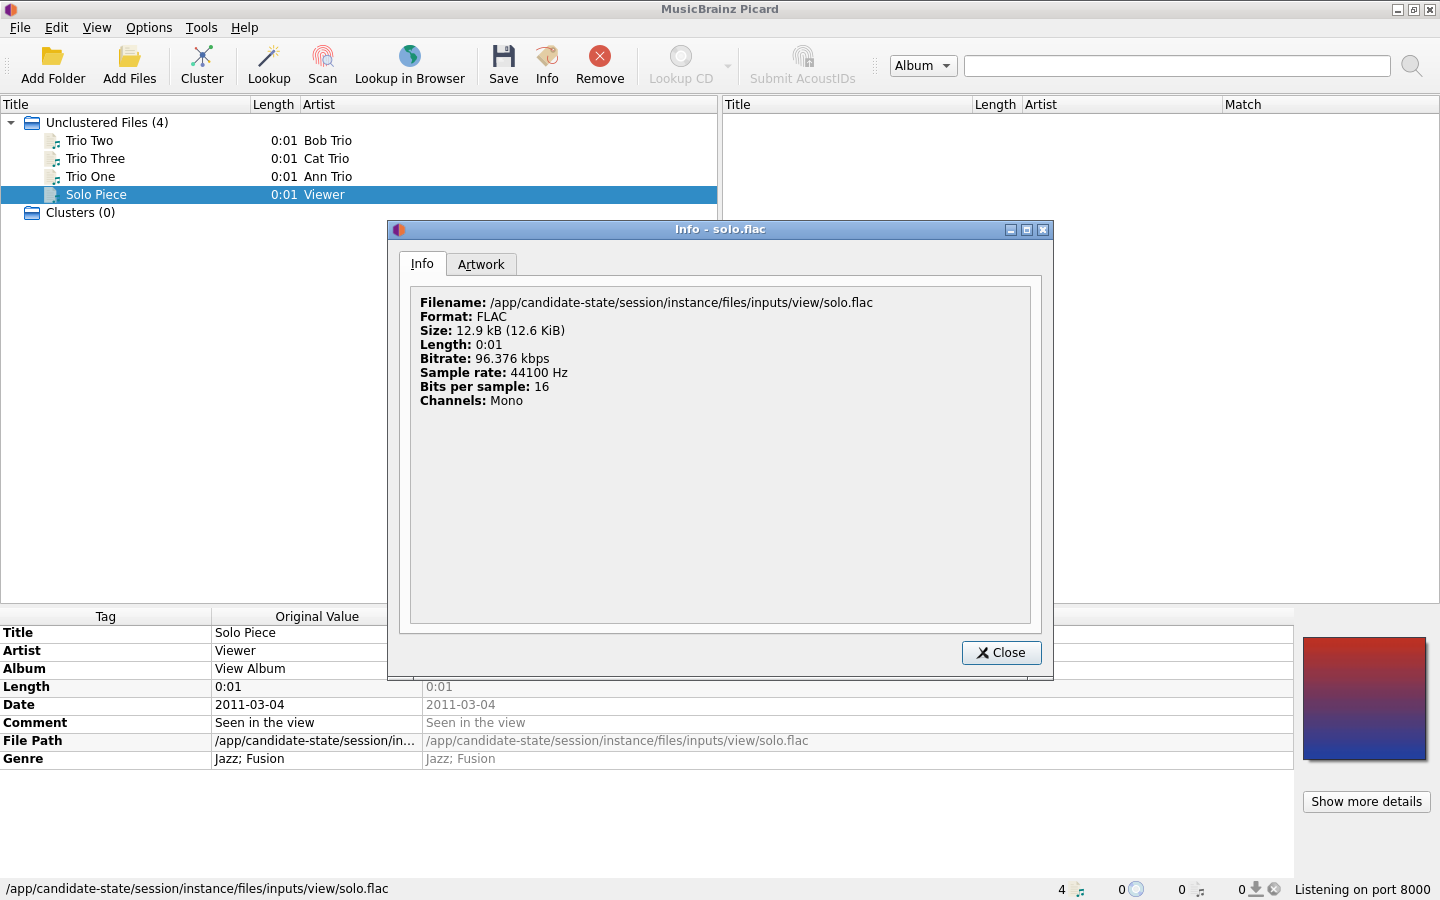 MusicBrainz Picard
File Edit View Options Tools Help
Add Folder Add Files Cluster Lookup Scan Lookup in Browser Save Info Remove Lookup CD Submit AcoustIDs Album
Title Length Artist Title Length Artist Match
Unclustered Files (4)
Trio Two 0:01 Bob Trio
Trio Three 0:01 Cat Trio
Trio One 0:01 Ann Trio
Solo Piece 0:01 Viewer
Clusters (0)
Info - solo.flac
Info Artwork
Filename: /app/candidate-state/session/instance/files/inputs/view/solo.flac
Format: FLAC
Size: 12.9 kB (12.6 KiB)
Length: 0:01
Bitrate: 96.376 kbps
Sample rate: 44100 Hz
Bits per sample: 16
Channels: Mono
Close
Tag Original Value
Title Solo Piece
Artist Viewer
Album View Album
Length 0:01 0:01
Date 2011-03-04 2011-03-04
Comment Seen in the view Seen in the view
File Path /app/candidate-state/session/in... /app/candidate-state/session/instance/files/inputs/view/solo.flac
Genre Jazz; Fusion Jazz; Fusion
Show more details
/app/candidate-state/session/instance/files/inputs/view/solo.flac 4 0 0 0 Listening on port 8000